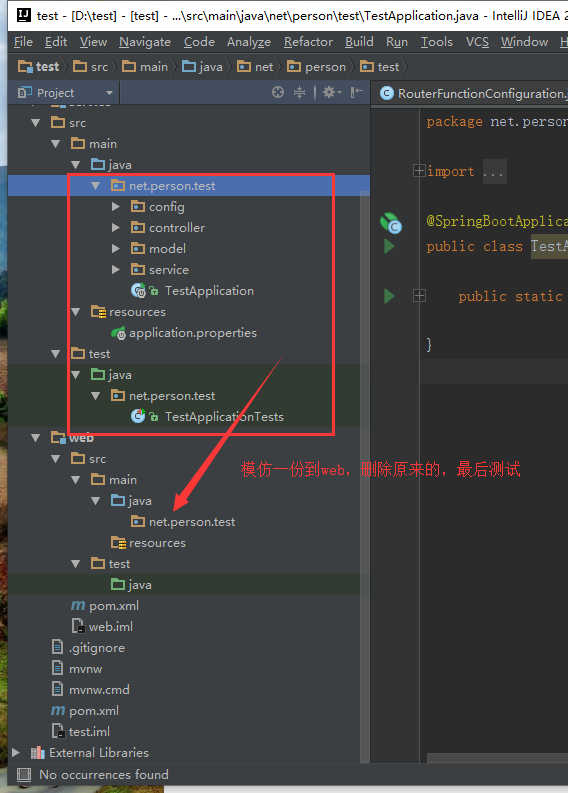 test - [D:\test] - [test] - ...\src\main\java\net\person\test\TestApplication.java - IntelliJ IDEA 2
File Edit View Navigate Code Analyze Refactor Build Run Tools VCS Window
test src main java net person test
Project
RouterFunctionConfiguration.
src
main
java
net.person.test
config
controller
model
service
TestApplication
resources
application.properties
test
java
net.person.test
TestApplicationTests
web
src
main
java
net.person.test
resources
test
java
pom.xml
web.iml
.gitignore
mvnw
mvnw.cmd
pom.xml
test.iml
External Libraries
package net.person
import ...
@SpringBootApplica
public class TestA
public static
}
模仿一份到web，删除原来的，最后测试
No occurrences found